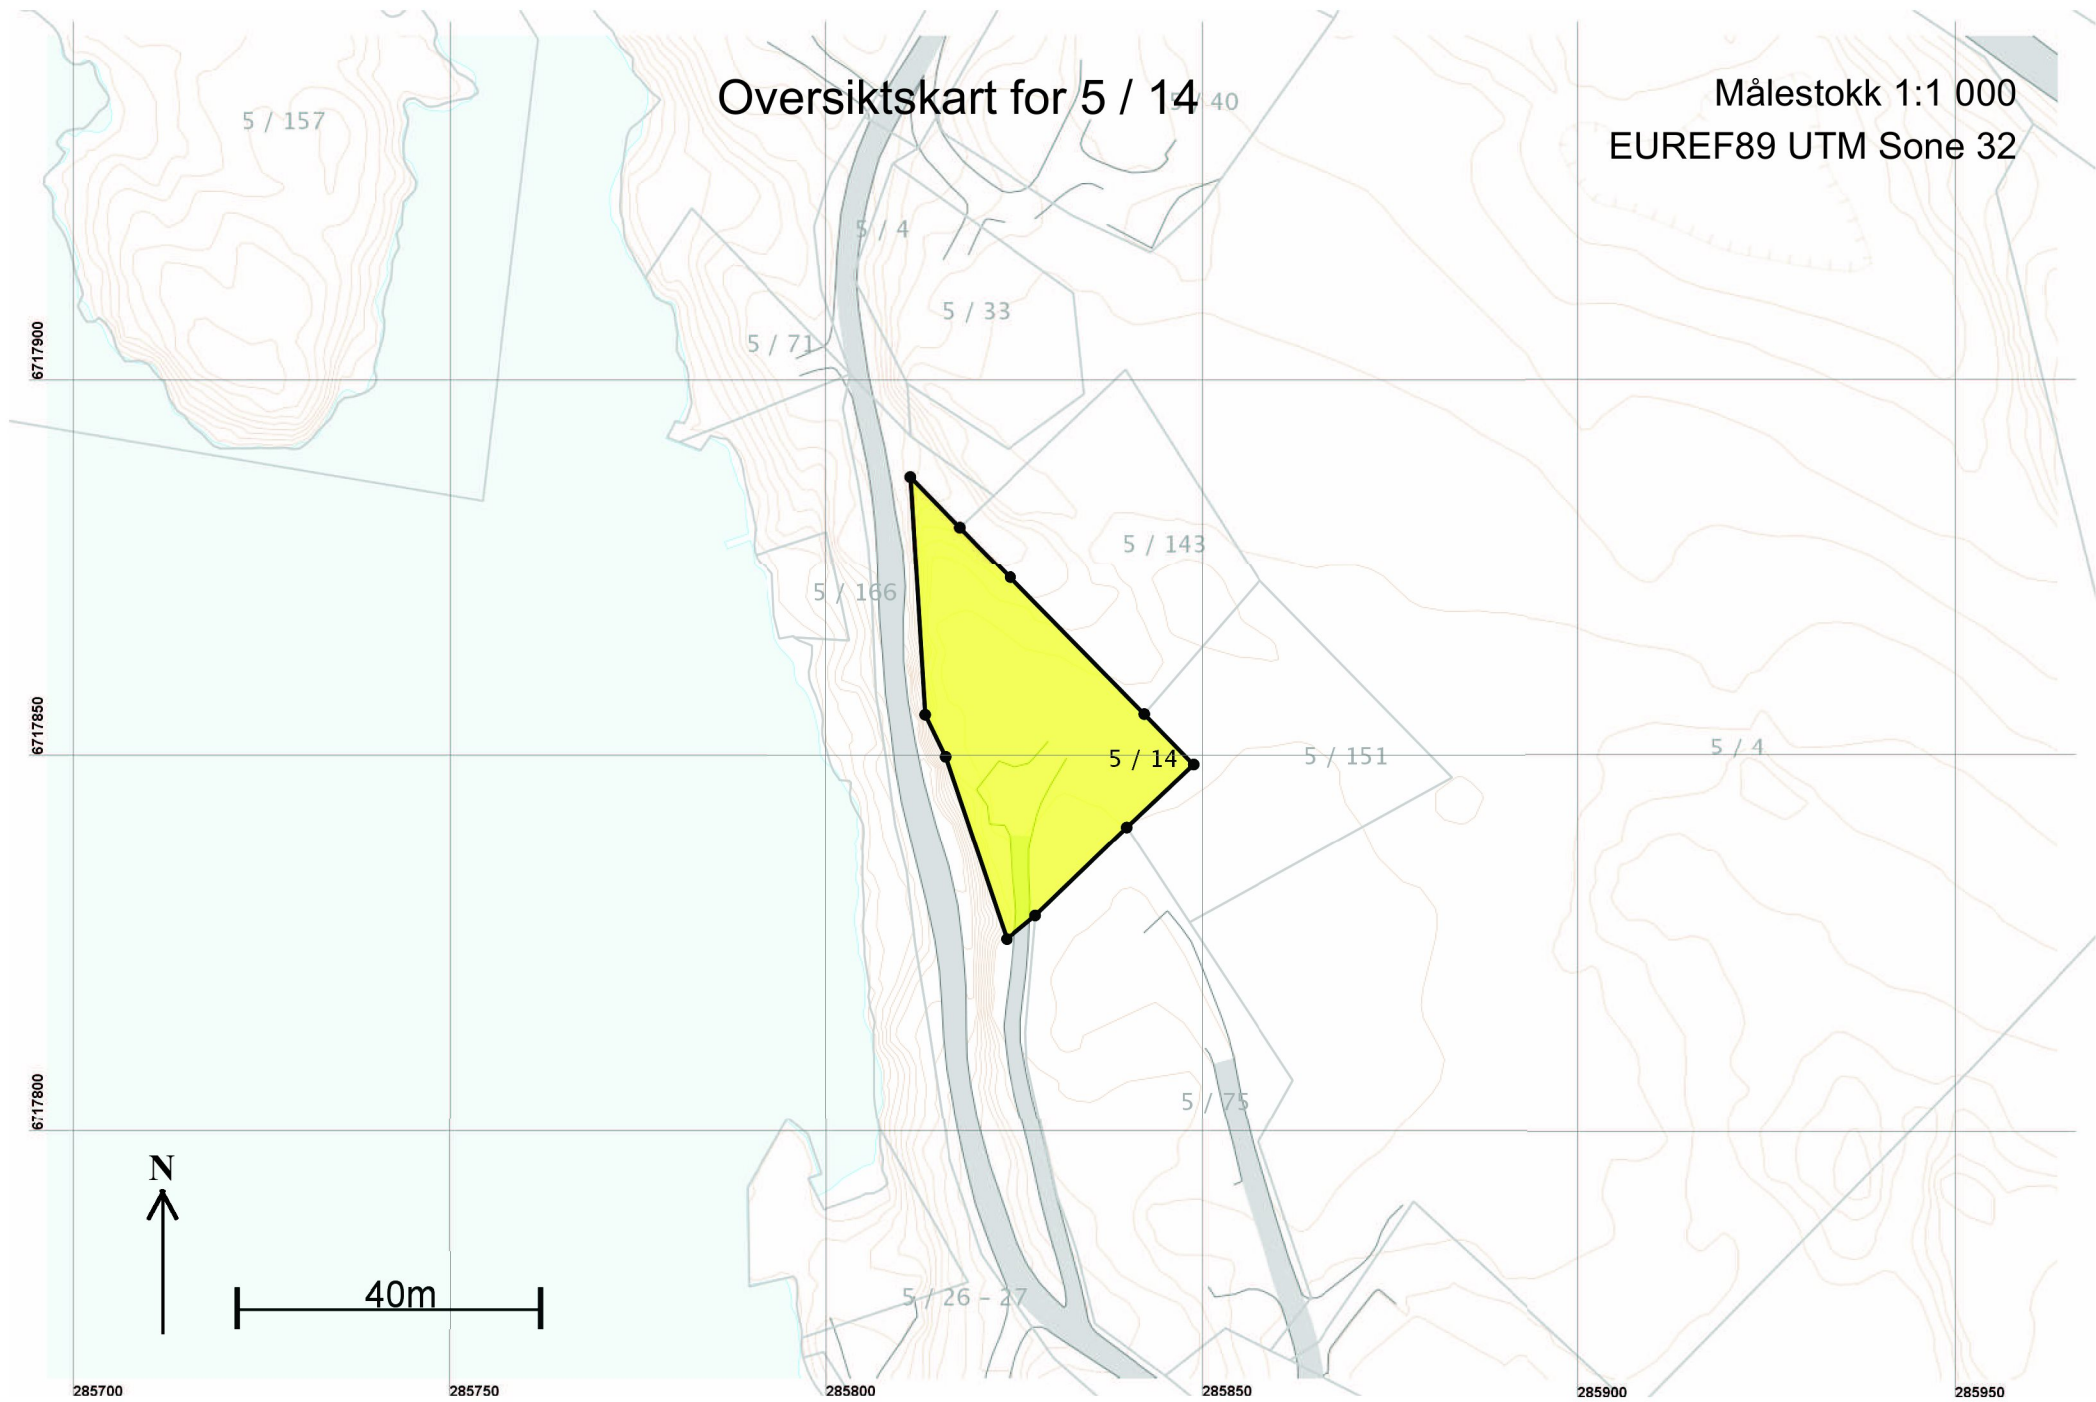 Oversiktskart for 5 / 14
Målestokk 1:1 000
EUREF89 UTM Sone 32
5 / 157
/ 40
5 / 4
5 / 33
5 / 71
6717900
5 / 143
5 / 166
6717850
5 / 14
5 / 151
5 / 4
6717800
5 / 75
N
40m
5 / 26 - 27
285700
285750
285800
285850
285900
285950